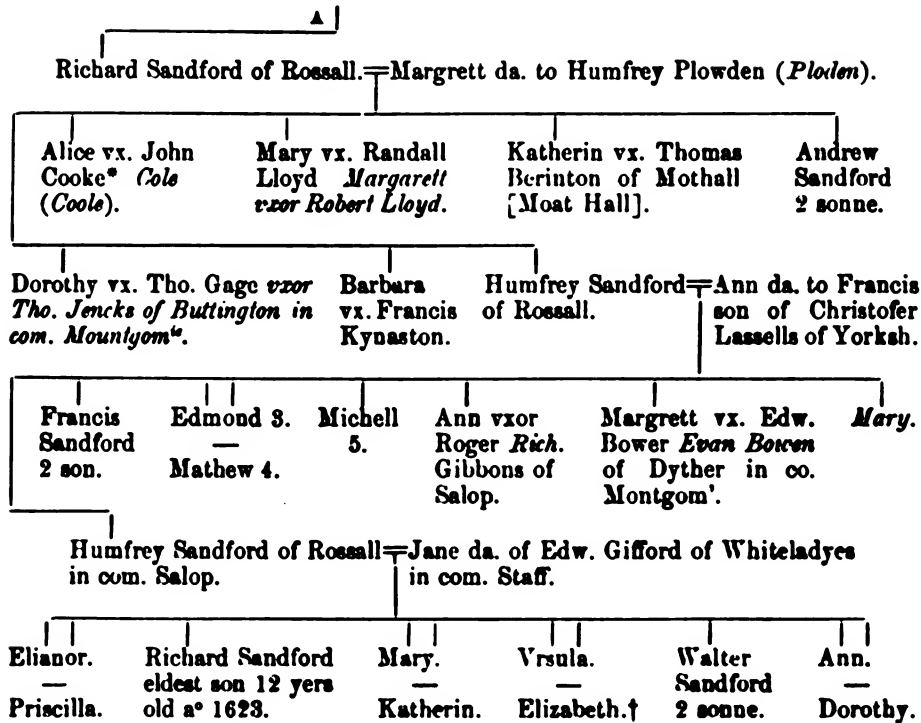 A
Richard Sandford of Rossall.=Margrett da. to Humfrey Plowden (Ploden).
Alice vx. John
Cooke* Cole
(Coole).
Mary vx. Randall
Lloyd Margarett
vxor Robert Lloyd.
Katherin vx. Thomas
Berinton of Mothall
[Moat Hall].
Andrew
Sandford
2 sonne.
Dorothy vx. Tho. Gage vxor
Tho. Jencks of Buttington in
com. Mountgomᵗᵉ.
Barbara
vx. Francis
Kynaston.
Humfrey Sandford=Ann da. to Francis
of Rossall.
son of Christofer
Lassells of Yorksh.
Francis
Sandford
2 son.
Edmond 3.
—
Mathew 4.
Michell
5.
Ann vxor
Roger Rich.
Gibbons of
Salop.
Margrett vx. Edw.
Bower Evan Bowen
of Dyther in co.
Montgom'.
Mary.
Humfrey Sandford of Rossall=Jane da. of Edw. Gifford of Whiteladyes
in com. Salop.
in com. Staff.
Elianor.
—
Priscilla.
Richard Sandford
eldest son 12 yers
old aº 1623.
Mary.
—
Katherin.
Vrsula.
—
Elizabeth.†
Walter
Sandford
2 sonne.
Ann.
—
Dorothy.